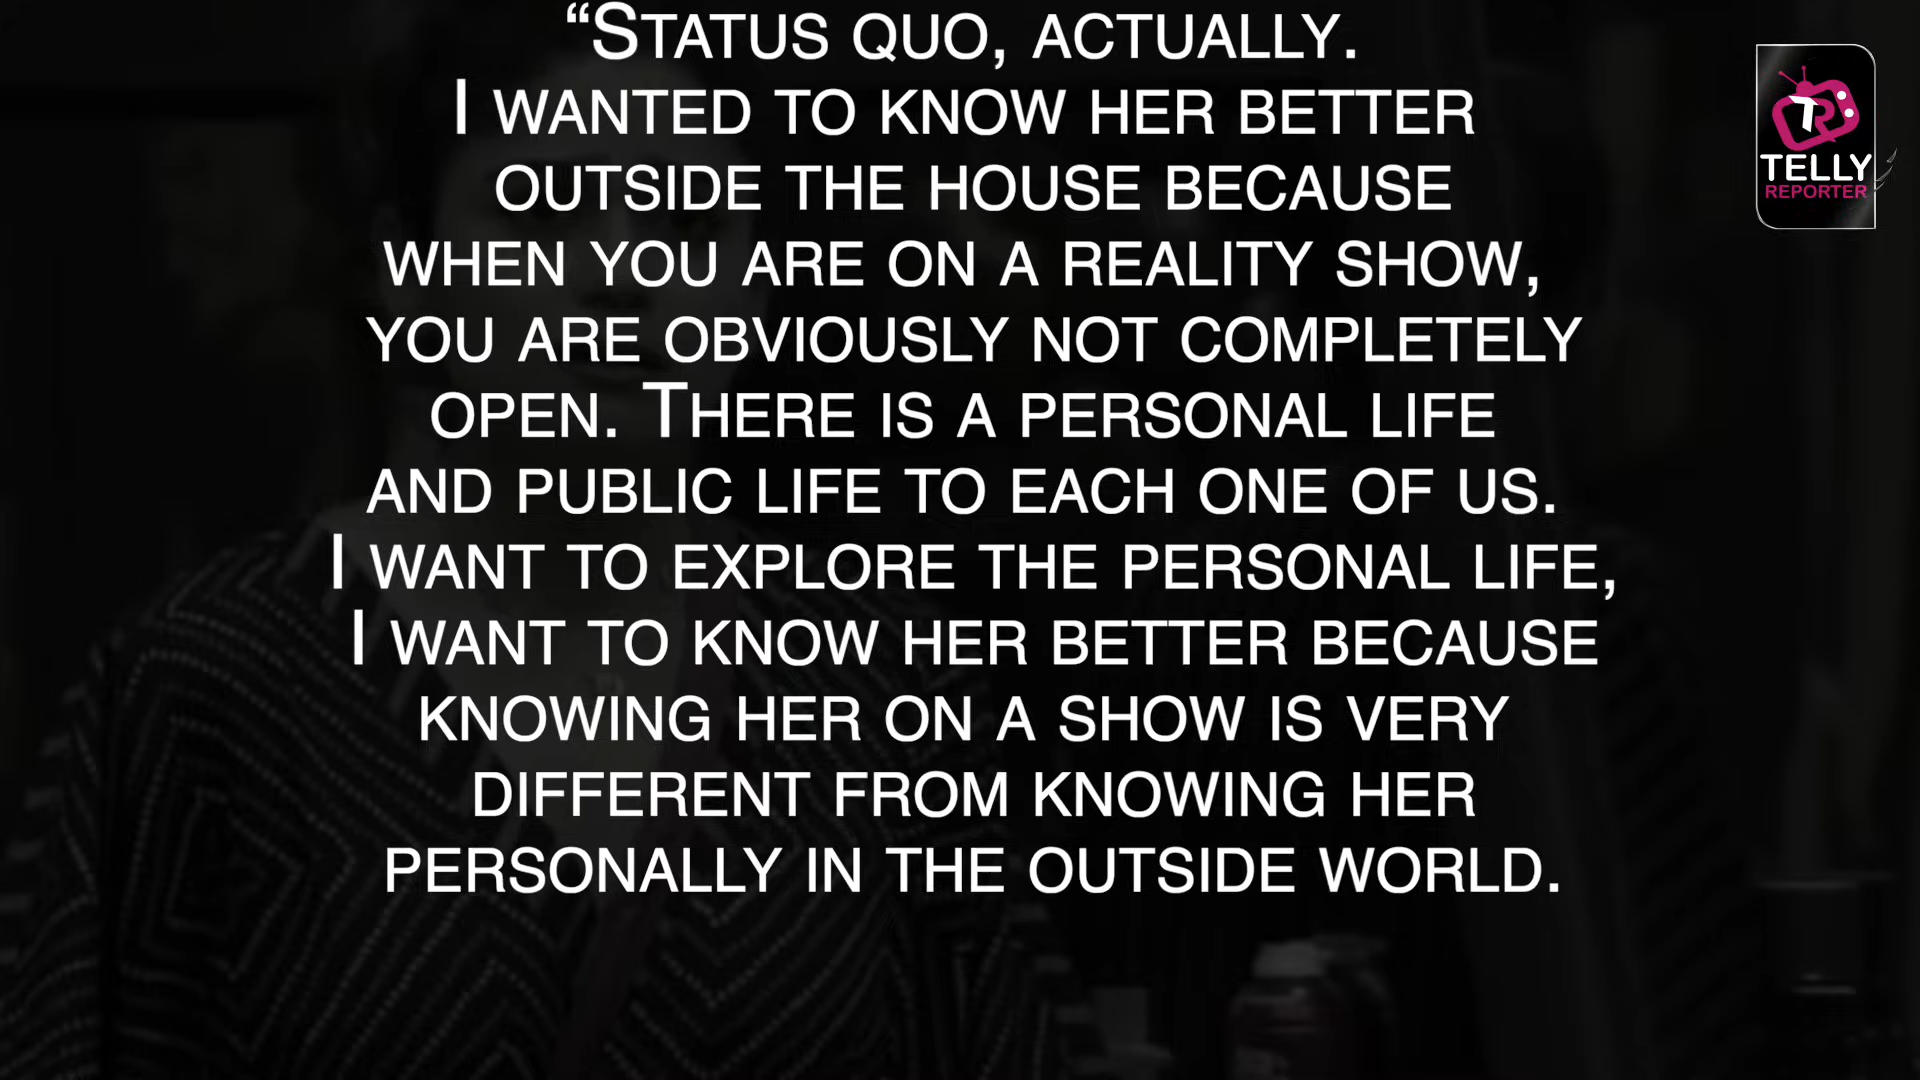 “Status quo, actually.
I wanted to know her better
outside the house because
when you are on a reality show,
you are obviously not completely
open. There is a personal life
and public life to each one of us.
I want to explore the personal life,
I want to know her better because
knowing her on a show is very
different from knowing her
personally in the outside world.
TR
TELLY
REPORTER